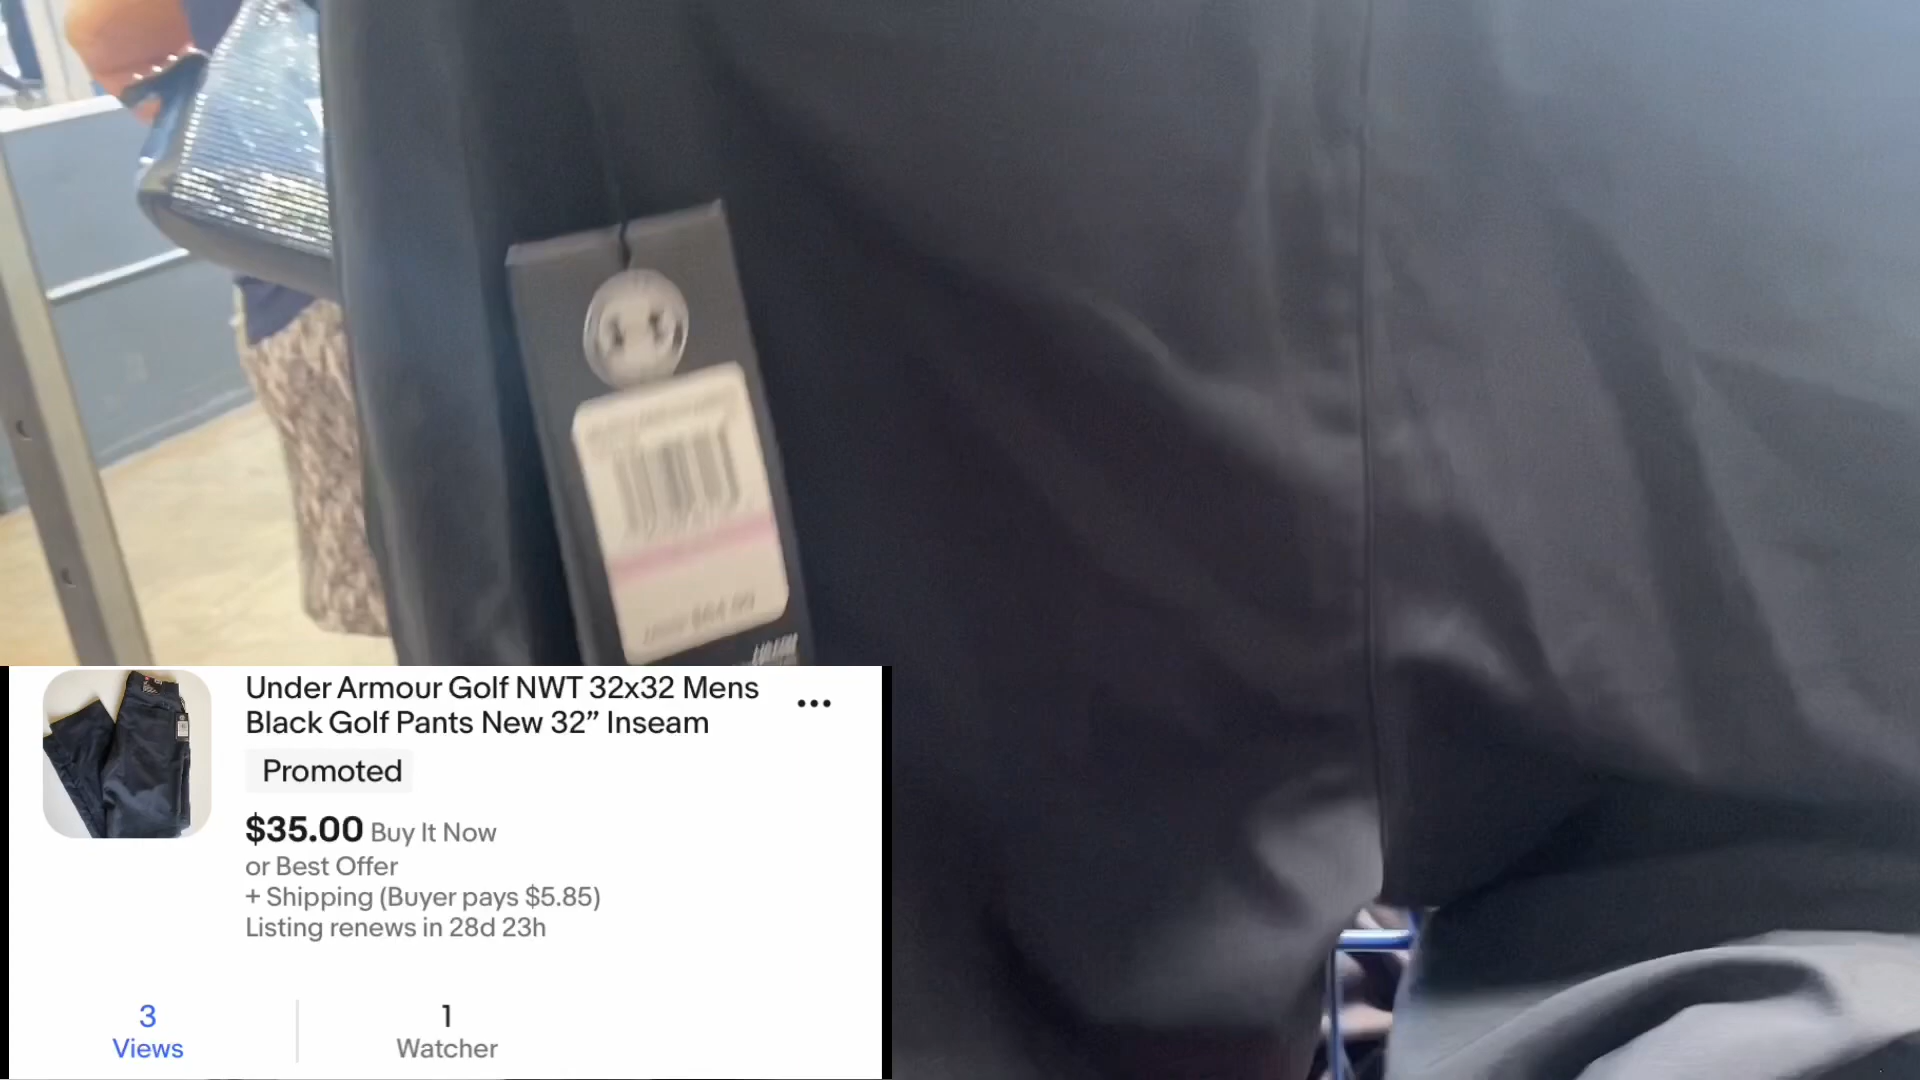 Under Armour Golf NWT 32x32 Mens
Black Golf Pants New 32” Inseam
Promoted
$35.00 Buy It Now
or Best Offer
+ Shipping (Buyer pays $5.85)
Listing renews in 28d 23h
3
Views
1
Watcher